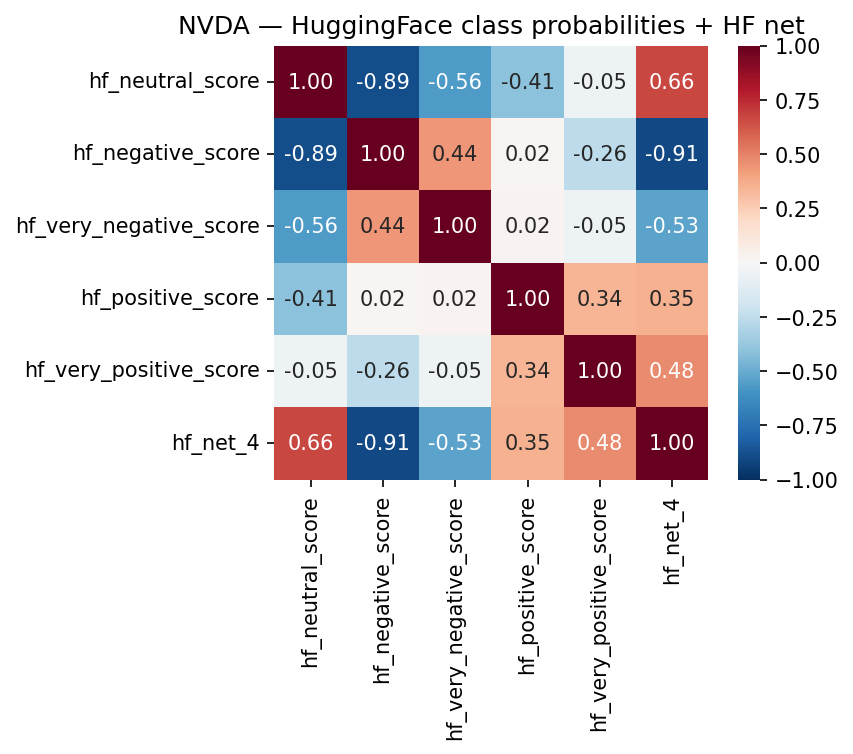 NVDA — HuggingFace class probabilities + HF net
hf_neutral_score 1.00 -0.89 -0.56 -0.41 -0.05 0.66
hf_negative_score -0.89 1.00 0.44 0.02 -0.26 -0.91
hf_very_negative_score -0.56 0.44 1.00 0.02 -0.05 -0.53
hf_positive_score -0.41 0.02 0.02 1.00 0.34 0.35
hf_very_positive_score -0.05 -0.26 -0.05 0.34 1.00 0.48
hf_net_4 0.66 -0.91 -0.53 0.35 0.48 1.00
hf_neutral_score
hf_negative_score
hf_very_negative_score
hf_positive_score
hf_very_positive_score
hf_net_4
1.00
0.75
0.50
0.25
0.00
−0.25
−0.50
−0.75
−1.00